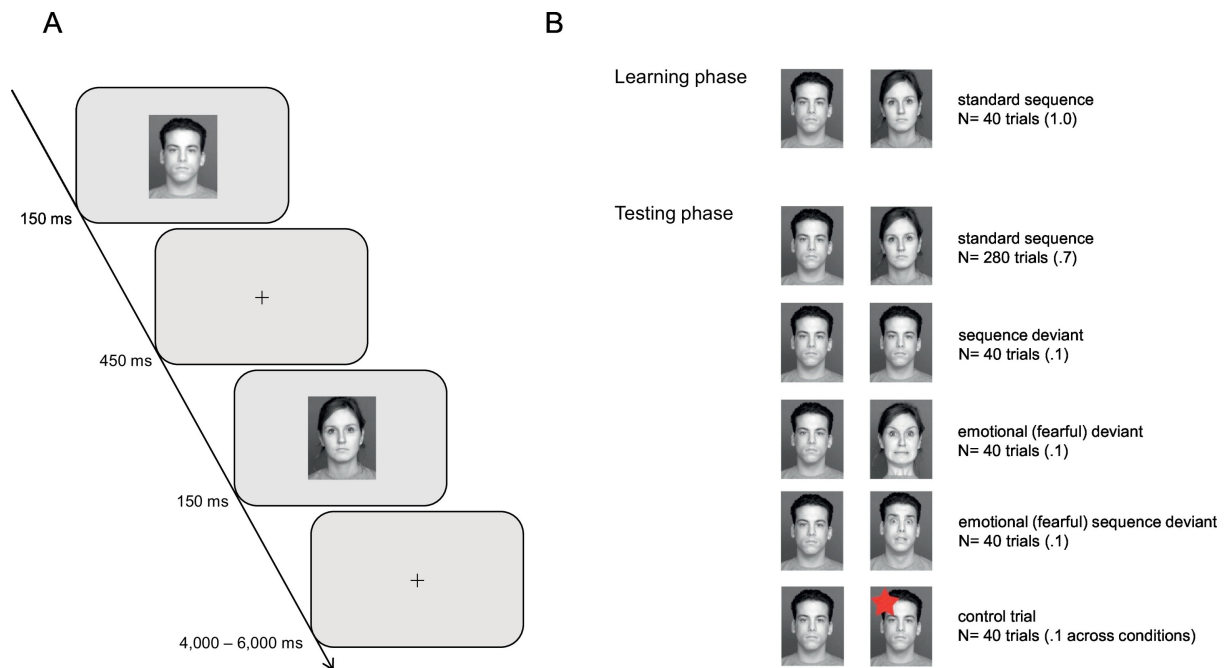 A
150 ms
450 ms
150 ms
4,000 – 6,000 ms
B
Learning phase
standard sequence
N= 40 trials (1.0)
Testing phase
standard sequence
N= 280 trials (.7)
sequence deviant
N= 40 trials (.1)
emotional (fearful) deviant
N= 40 trials (.1)
emotional (fearful) sequence deviant
N= 40 trials (.1)
control trial
N= 40 trials (.1 across conditions)